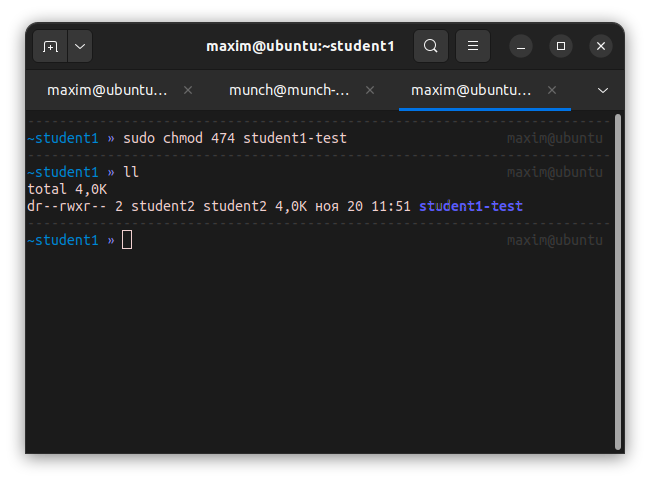 maxim@ubuntu:~student1
maxim@ubuntu... munch@munch-... maxim@ubuntu...
~student1 » sudo chmod 474 student1-test maxim@ubuntu
~student1 » ll maxim@ubuntu
total 4,0K
dr--rwxr-- 2 student2 student2 4,0K ноя 20 11:51 student1-test
~student1 » maxim@ubuntu